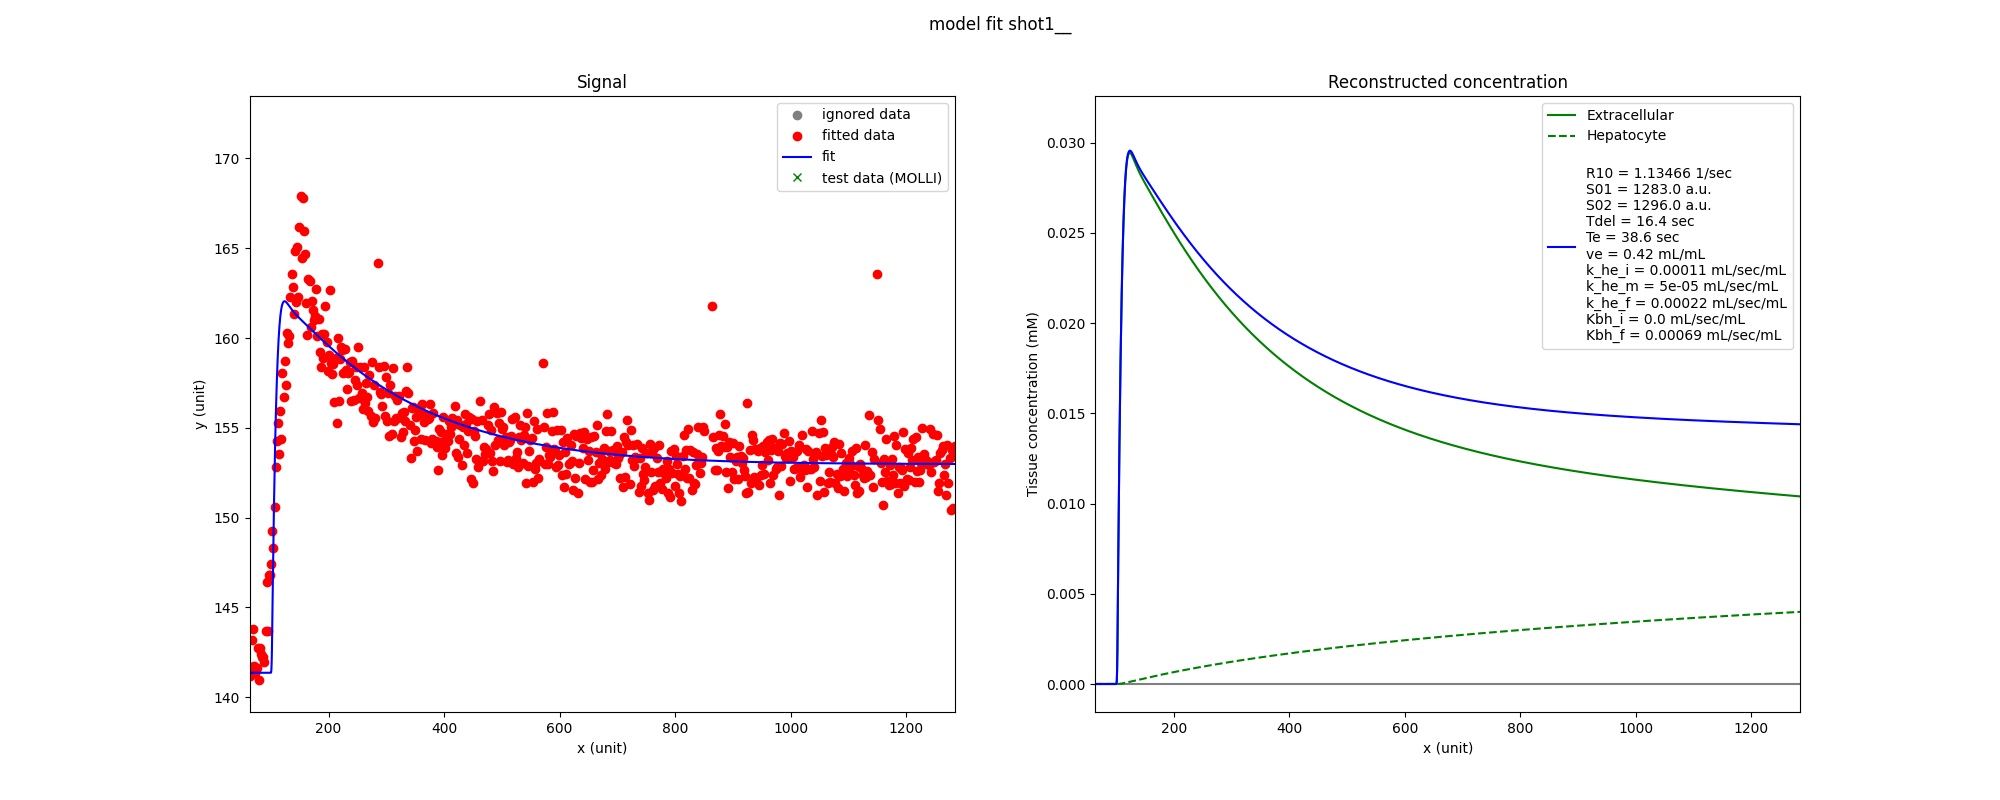 model fit shot1__
Signal
y (unit)
170
165
160
155
150
145
140
200
400
600
800
1000
1200
x (unit)
ignored data
fitted data
fit
test data (MOLLI)
Reconstructed concentration
Tissue concentration (mM)
0.030
0.025
0.020
0.015
0.010
0.005
0.000
200
400
600
800
1000
1200
x (unit)
Extracellular
Hepatocyte
R10 = 1.13466 1/sec
S01 = 1283.0 a.u.
S02 = 1296.0 a.u.
Tdel = 16.4 sec
Te = 38.6 sec
ve = 0.42 mL/mL
k_he_i = 0.00011 mL/sec/mL
k_he_m = 5e-05 mL/sec/mL
k_he_f = 0.00022 mL/sec/mL
Kbh_i = 0.0 mL/sec/mL
Kbh_f = 0.00069 mL/sec/mL